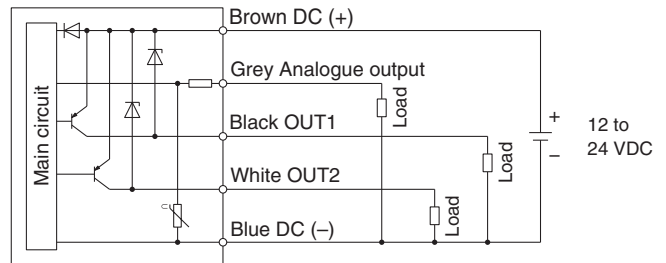 Brown DC (+)
Grey Analogue output
Main circuit
Load
Black OUT1
+
12 to
24 VDC
–
Load
White OUT2
Load
Blue DC (–)